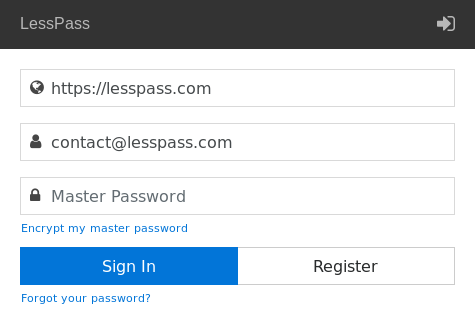 LessPass
https://lesspass.com
contact@lesspass.com
Master Password
Encrypt my master password
Sign In Register
Forgot your password?